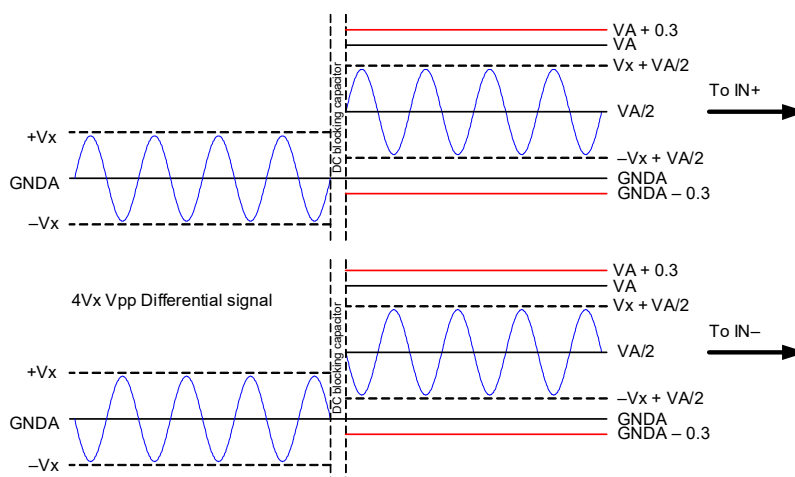 VA + 0.3
VA
Vx + VA/2
DC blocking capacitor
VA/2
To IN+
+Vx
–Vx + VA/2
GNDA
GNDA
GNDA – 0.3
–Vx
VA + 0.3
VA
4Vx Vpp Differential signal
Vx + VA/2
DC blocking capacitor
VA/2
To IN–
+Vx
–Vx + VA/2
GNDA
GNDA
GNDA – 0.3
–Vx